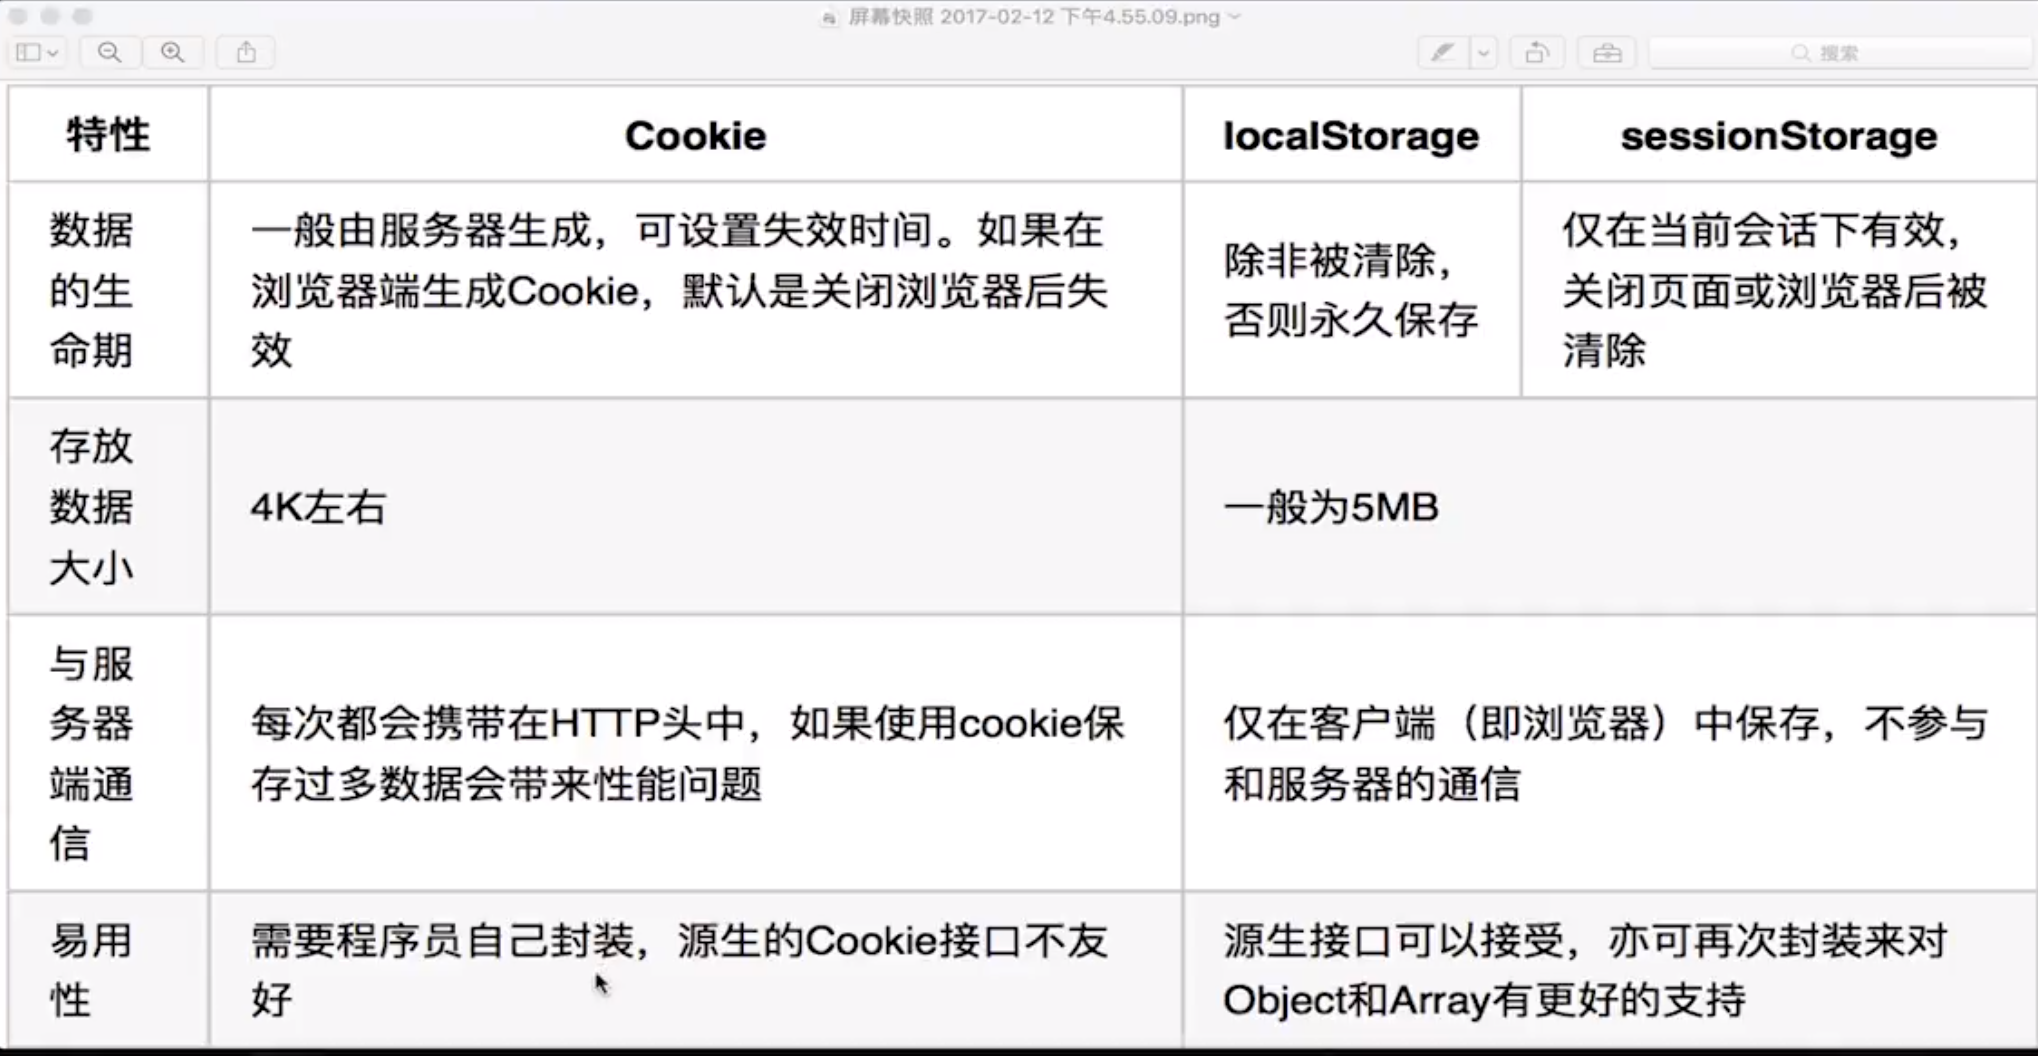 屏幕快照 2017-02-12 下午4.55.09.png
搜索
特性
Cookie
localStorage
sessionStorage
数据
的生
命期
一般由服务器生成，可设置失效时间。如果在
浏览器端生成Cookie，默认是关闭浏览器后失
效
除非被清除，
否则永久保存
仅在当前会话下有效，
关闭页面或浏览器后被
清除
存放
数据
大小
4K左右
一般为5MB
与服
务器
端通
信
每次都会携带在HTTP头中，如果使用cookie保
存过多数据会带来性能问题
仅在客户端（即浏览器）中保存，不参与
和服务器的通信
易用
性
需要程序员自己封装，源生的Cookie接口不友
好
源生接口可以接受，亦可再次封装来对
Object和Array有更好的支持